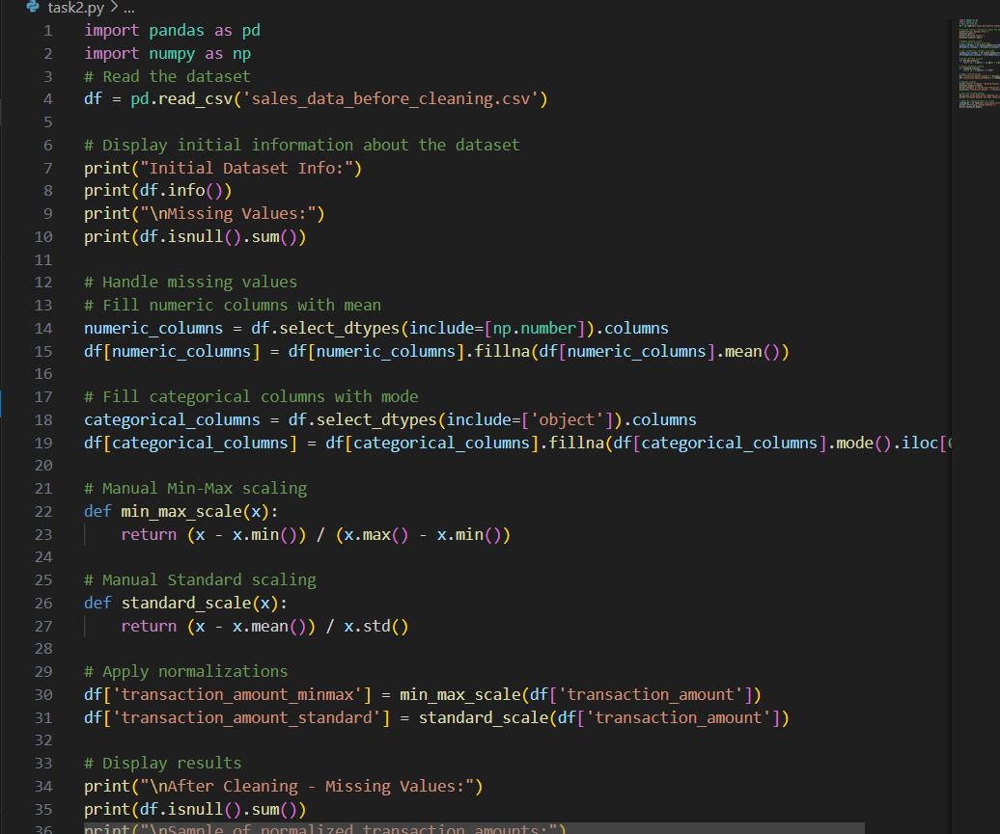 task2.py > ...
1 import pandas as pd
2 import numpy as np
3 # Read the dataset
4 df = pd.read_csv('sales_data_before_cleaning.csv')
5
6 # Display initial information about the dataset
7 print("Initial Dataset Info:")
8 print(df.info())
9 print("\nMissing Values:")
10 print(df.isnull().sum())
11
12 # Handle missing values
13 # Fill numeric columns with mean
14 numeric_columns = df.select_dtypes(include=[np.number]).columns
15 df[numeric_columns] = df[numeric_columns].fillna(df[numeric_columns].mean())
16
17 # Fill categorical columns with mode
18 categorical_columns = df.select_dtypes(include=['object']).columns
19 df[categorical_columns] = df[categorical_columns].fillna(df[categorical_columns].mode().iloc[
20
21 # Manual Min-Max scaling
22 def min_max_scale(x):
23     return (x - x.min()) / (x.max() - x.min())
24
25 # Manual Standard scaling
26 def standard_scale(x):
27     return (x - x.mean()) / x.std()
28
29 # Apply normalizations
30 df['transaction_amount_minmax'] = min_max_scale(df['transaction_amount'])
31 df['transaction_amount_standard'] = standard_scale(df['transaction_amount'])
32
33 # Display results
34 print("\nAfter Cleaning - Missing Values:")
35 print(df.isnull().sum())
36 print("\nSample of normalized transaction amounts:")